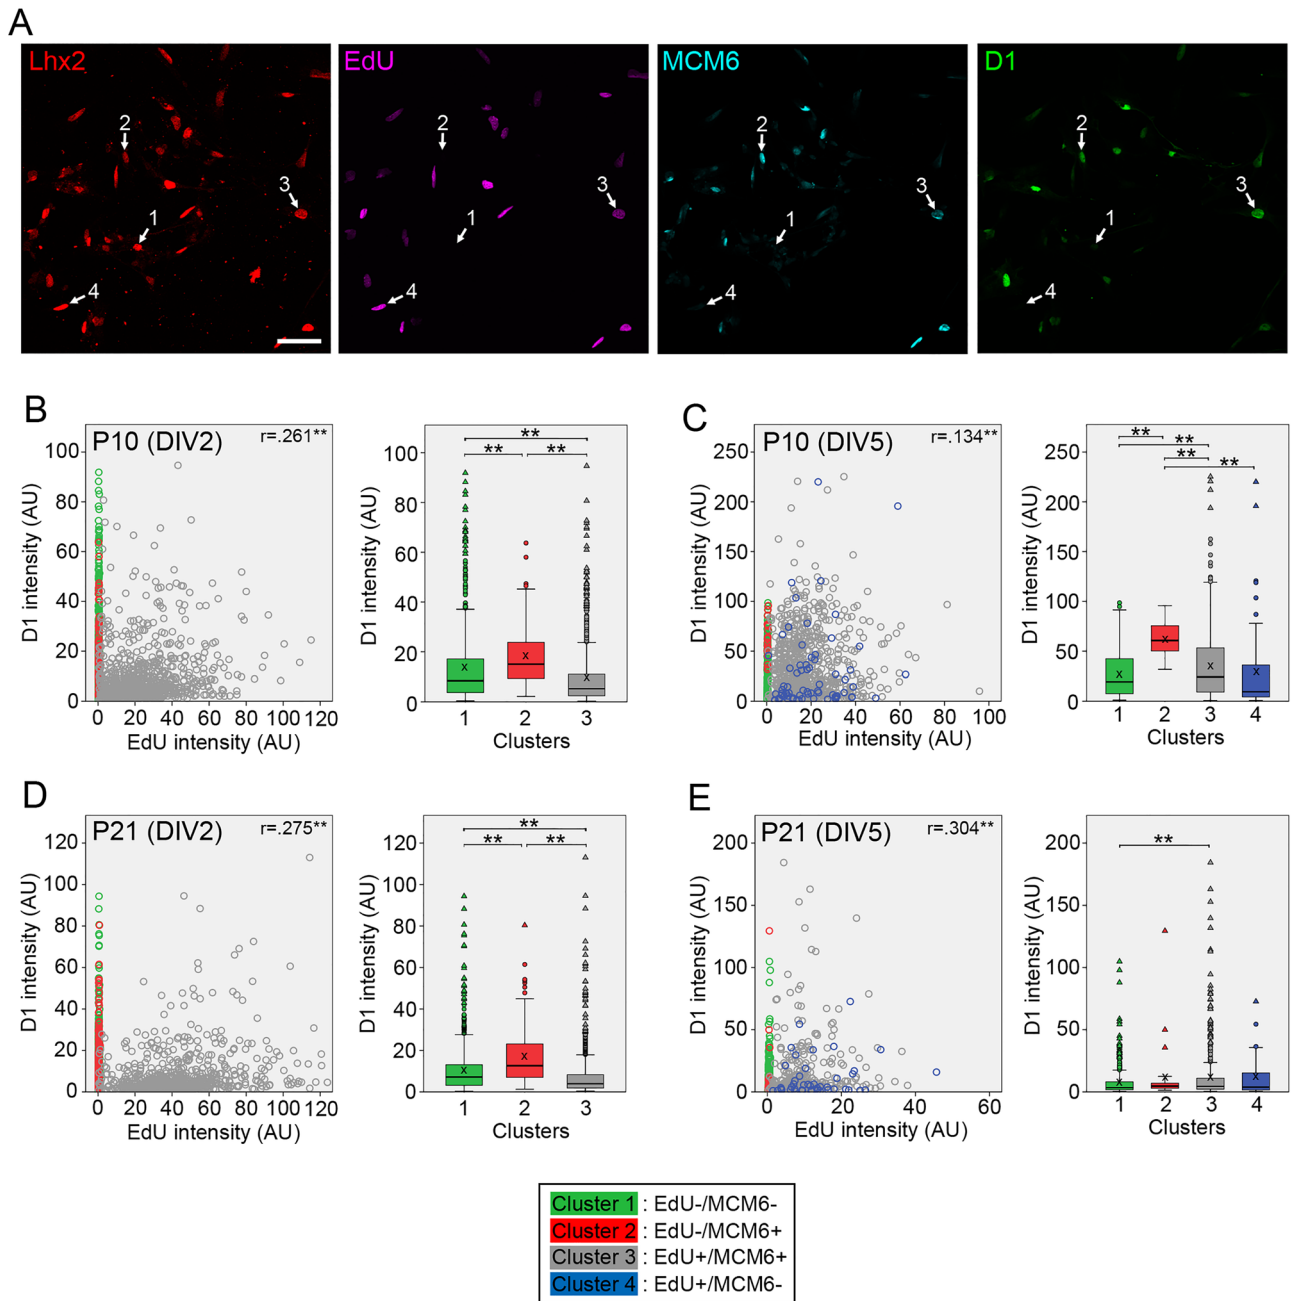 A
Lhx2 EdU MCM6 D1
2 2 2 2
3 3 3 3
1 1 1 1
4 4 4 4
B
P10 (DIV2) r=.261**
D1 intensity (AU)
100
80
60
40
20
0
0 20 40 60 80 100 120
EdU intensity (AU)
**
** **
D1 intensity (AU)
100
80
60
40
20
0
1 2 3
Clusters
C
P10 (DIV5) r=.134**
D1 intensity (AU)
250
200
150
100
50
0
0 20 40 60 80 100
EdU intensity (AU)
**
**
**
**
D1 intensity (AU)
250
200
150
100
50
0
1 2 3 4
Clusters
D
P21 (DIV2) r=.275**
D1 intensity (AU)
120
100
80
60
40
20
0
0 20 40 60 80 100 120
EdU intensity (AU)
**
** **
D1 intensity (AU)
120
100
80
60
40
20
0
1 2 3
Clusters
E
P21 (DIV5) r=.304**
D1 intensity (AU)
200
150
100
50
0
0 20 40 60
EdU intensity (AU)
**
D1 intensity (AU)
200
150
100
50
0
1 2 3 4
Clusters
Cluster 1 : EdU-/MCM6-
Cluster 2 : EdU-/MCM6+
Cluster 3 : EdU+/MCM6+
Cluster 4 : EdU+/MCM6-